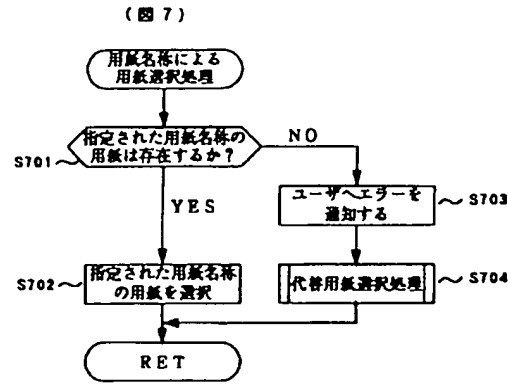 (図7)
用紙名称による
用紙選択処理
指定された用紙名称の
用紙は存在するか？
S701
NO
YES
ユーザへエラーを
通知する
S703
S702
指定された用紙名称
の用紙を選択
代替用紙選択処理
S704
RET